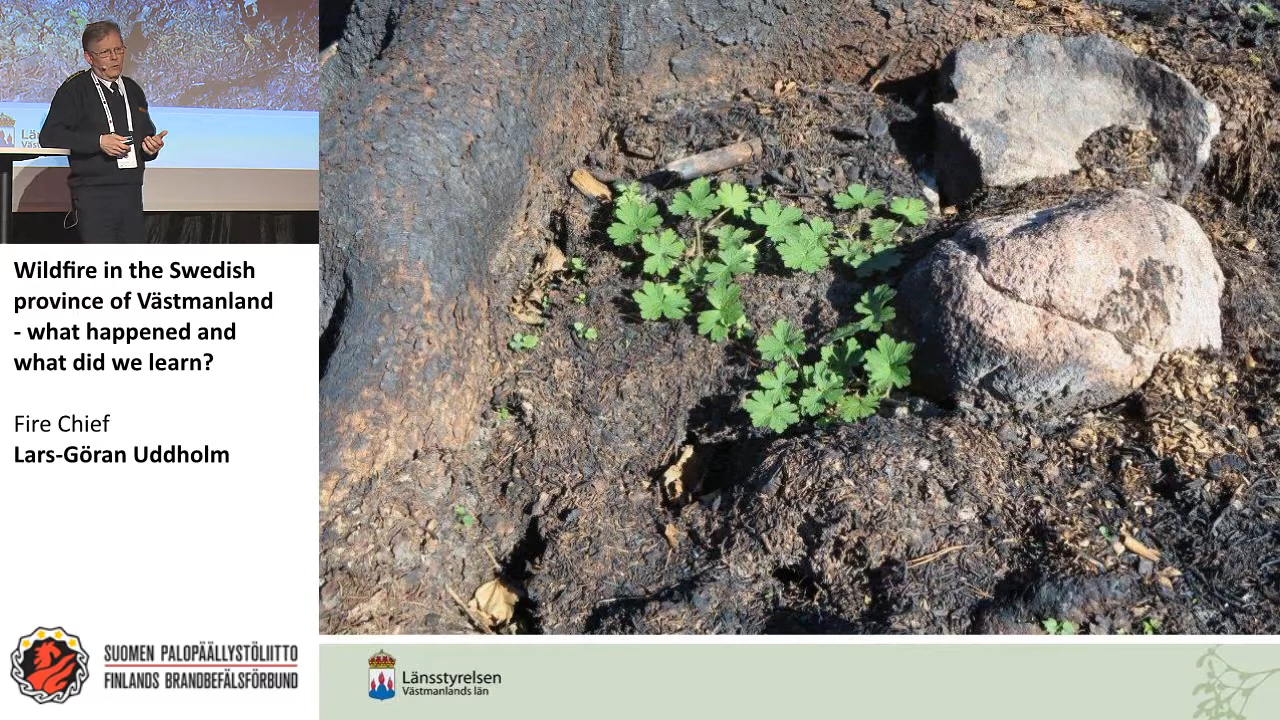 Wildfire in the Swedish
province of Västmanland
- what happened and
what did we learn?
Fire Chief
Lars-Göran Uddholm
SUOMEN PALOPÄÄLLYSTÖLIITTO
FINLANDS BRANDBEFÄLSFÖRBUND
Länsstyrelsen
Västmanlands län